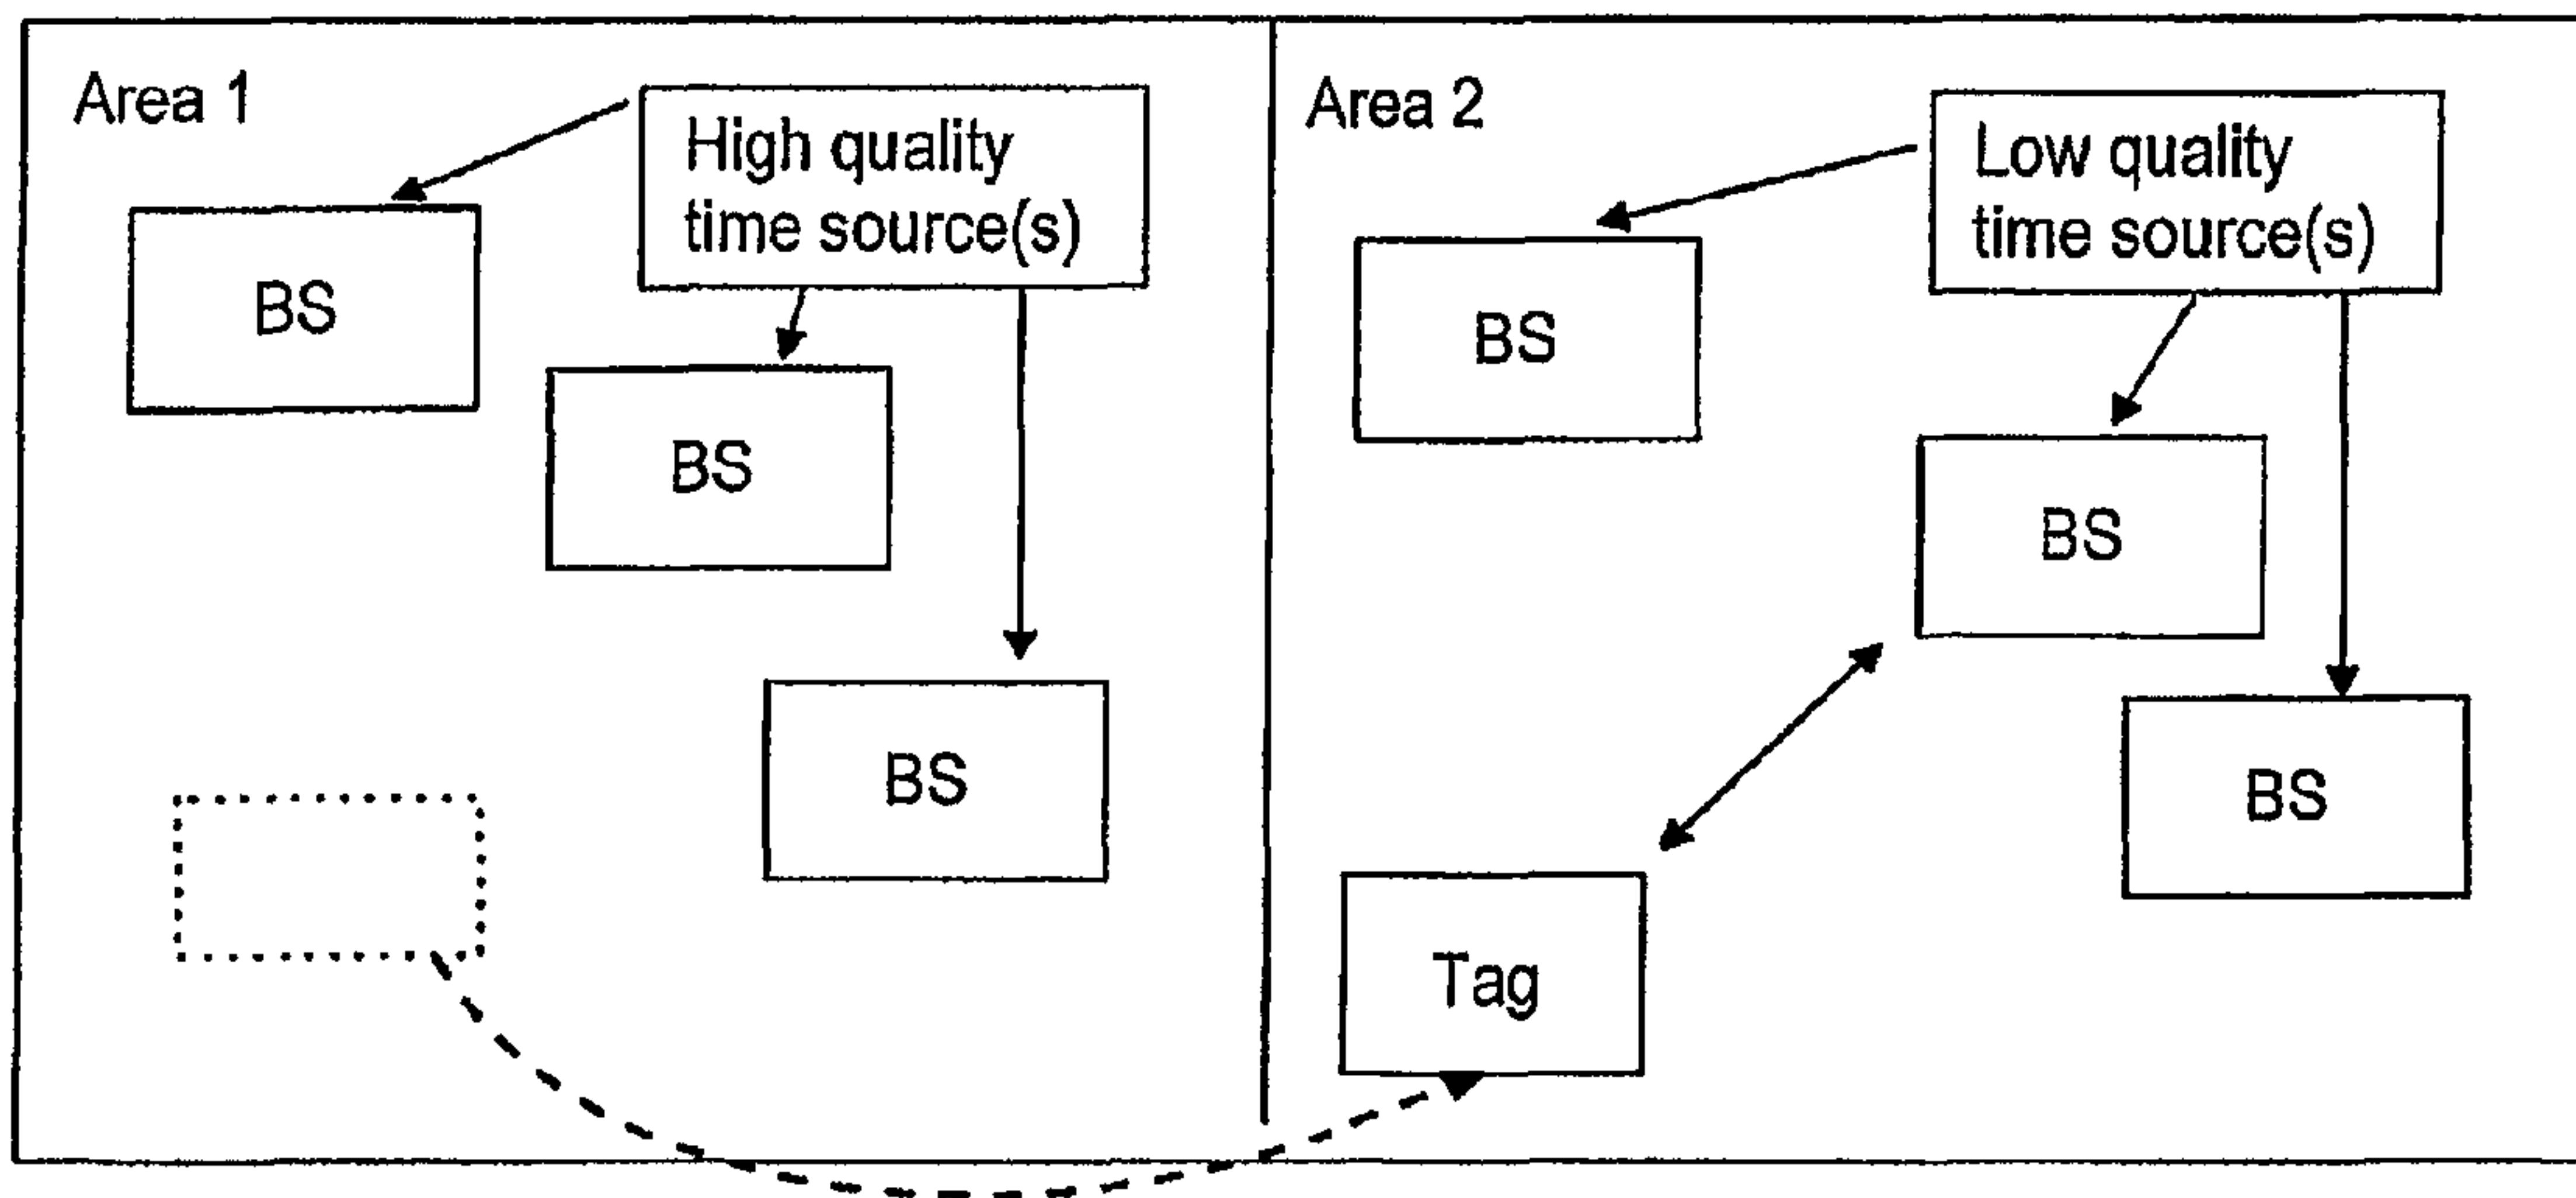 Area 1
High quality
time source(s)
BS
BS
BS
Area 2
Low quality
time source(s)
BS
BS
BS
Tag